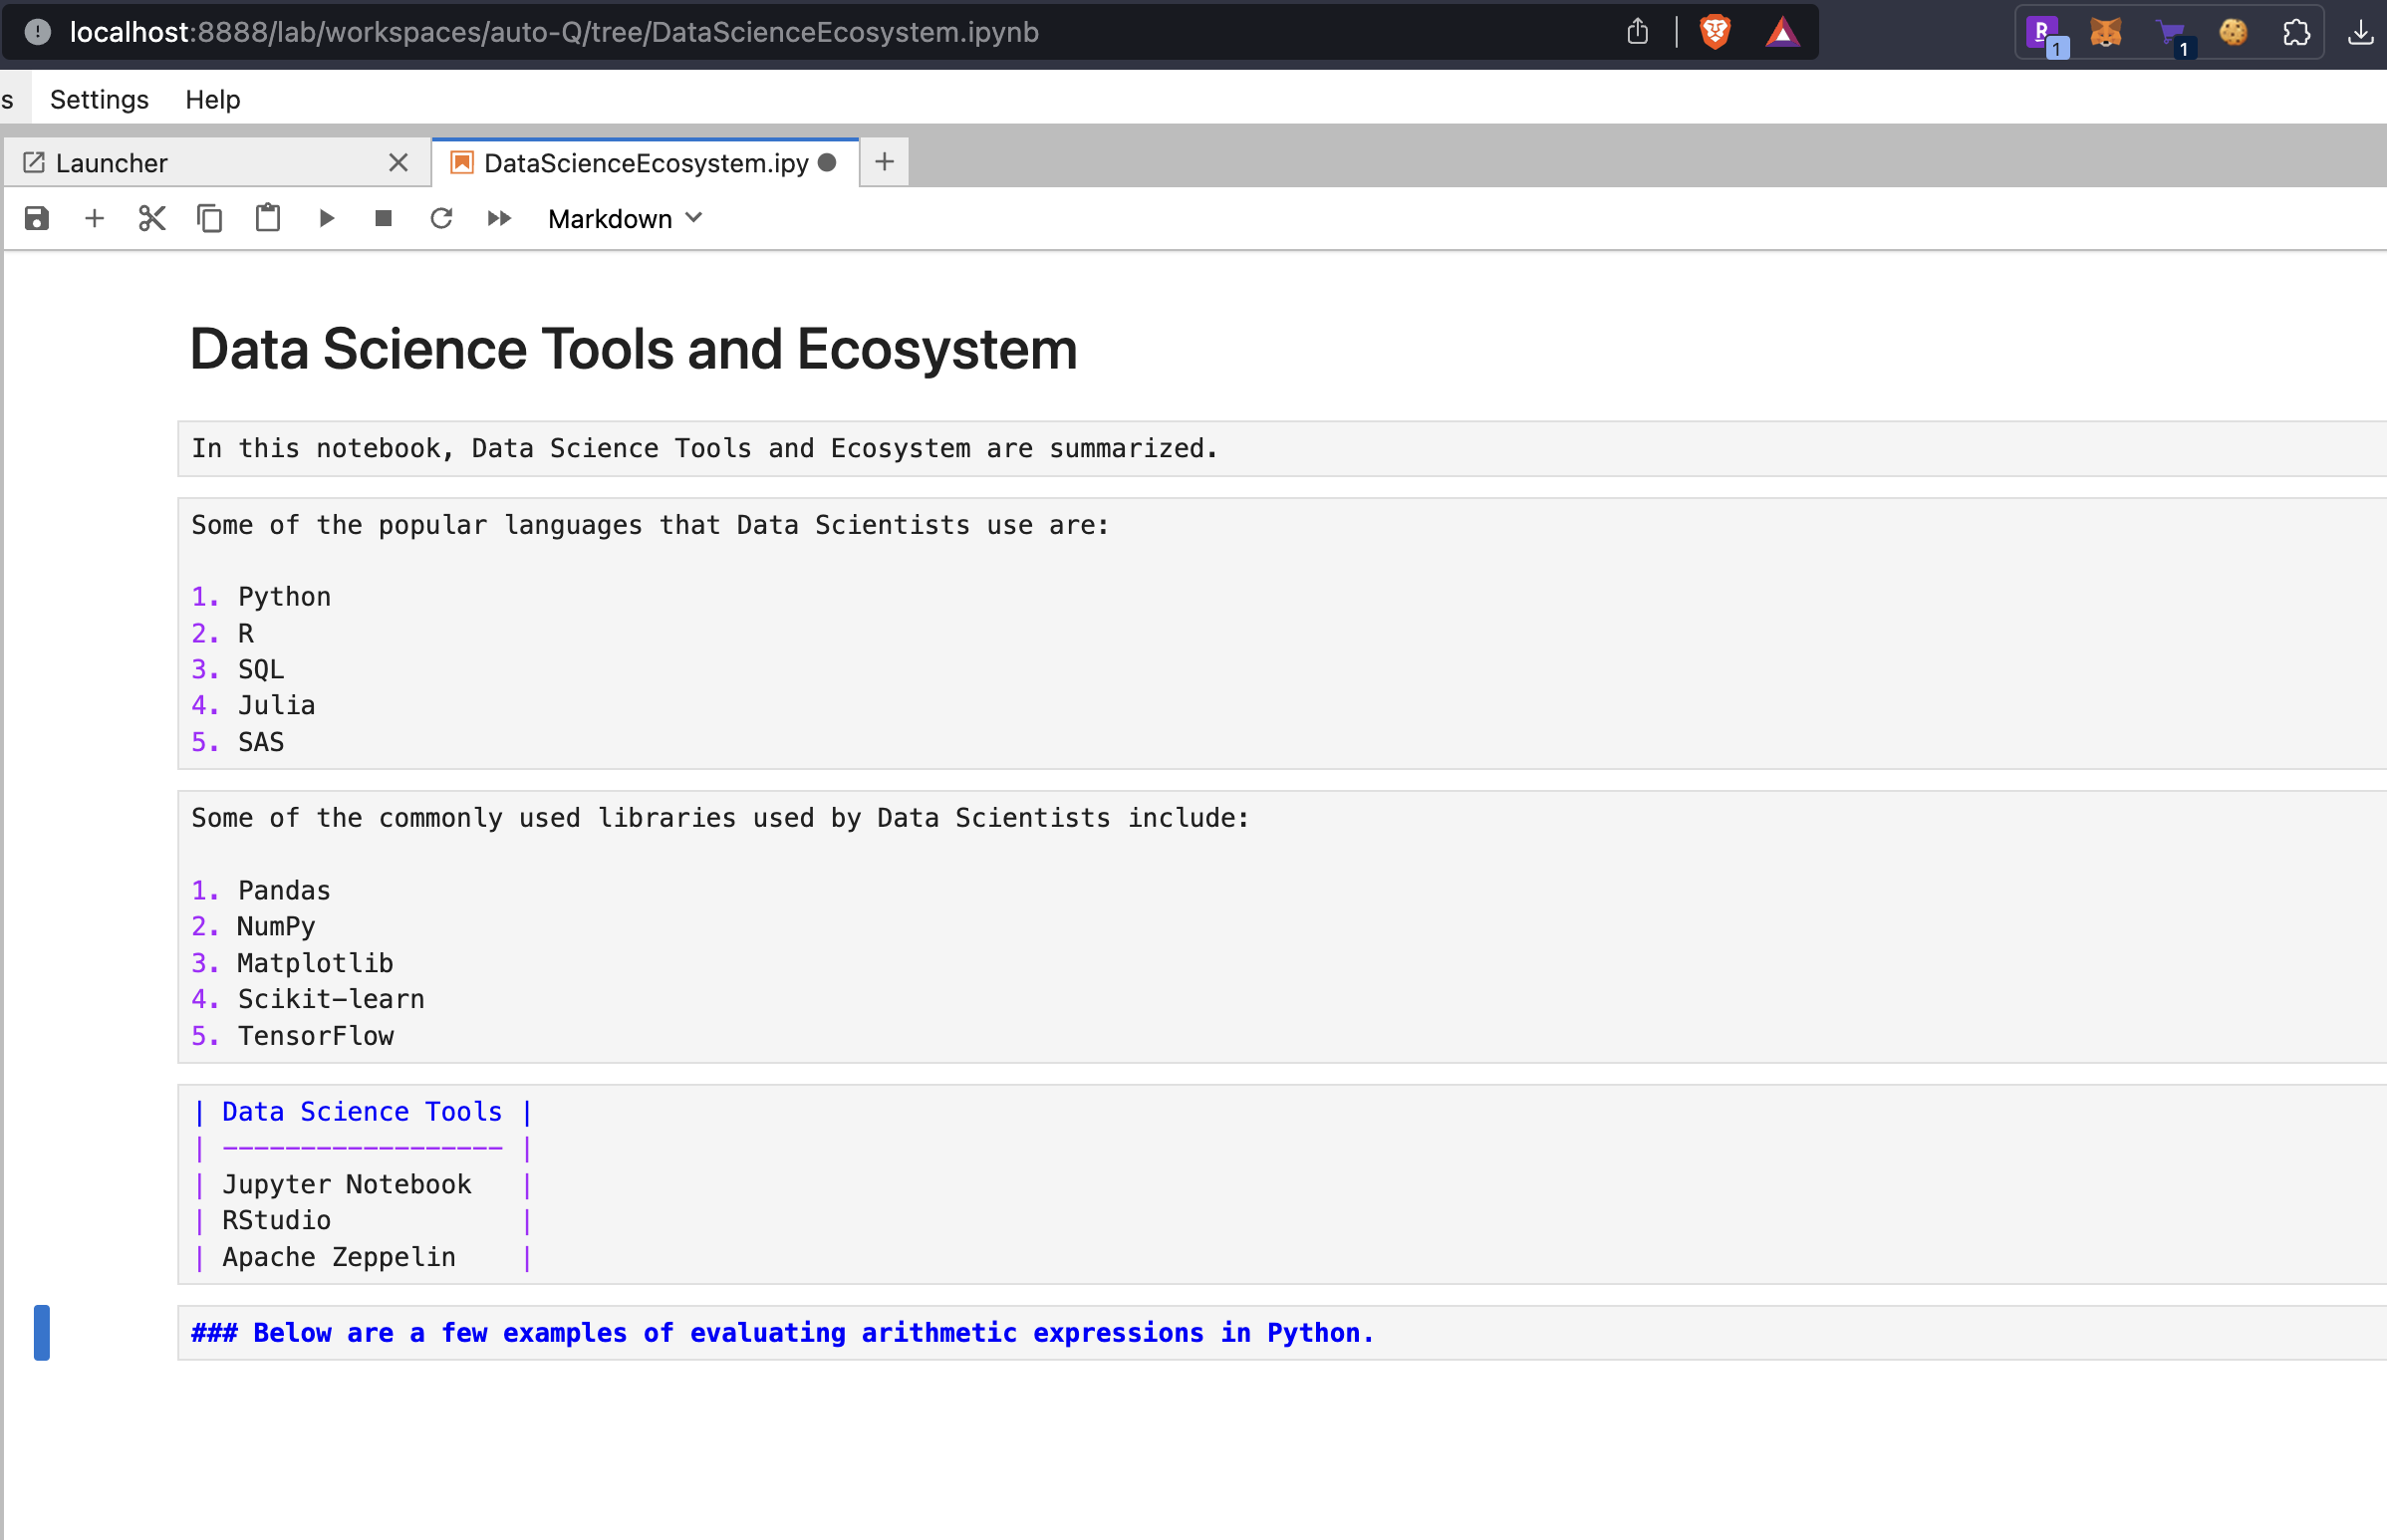 localhost:8888/lab/workspaces/auto-Q/tree/DataScienceEcosystem.ipynb
R 1 1
s Settings Help
Launcher DataScienceEcosystem.ipy
Markdown
Data Science Tools and Ecosystem
In this notebook, Data Science Tools and Ecosystem are summarized.
Some of the popular languages that Data Scientists use are:
1. Python
2. R
3. SQL
4. Julia
5. SAS
Some of the commonly used libraries used by Data Scientists include:
1. Pandas
2. NumPy
3. Matplotlib
4. Scikit-learn
5. TensorFlow
| Data Science Tools |
| ------------------ |
| Jupyter Notebook   |
| RStudio            |
| Apache Zeppelin    |
### Below are a few examples of evaluating arithmetic expressions in Python.